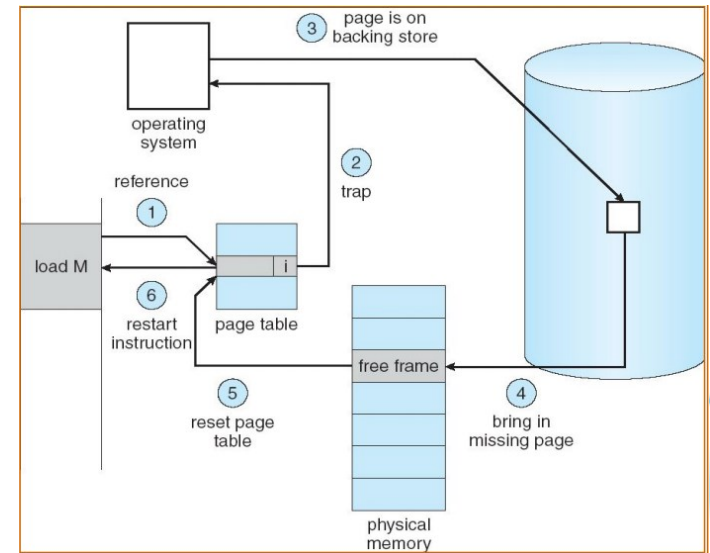 3
page is on
backing store
operating
system
2
trap
reference
1
load M
i
6
restart
instruction
page table
free frame
5
reset page
table
4
bring in
missing page
physical
memory